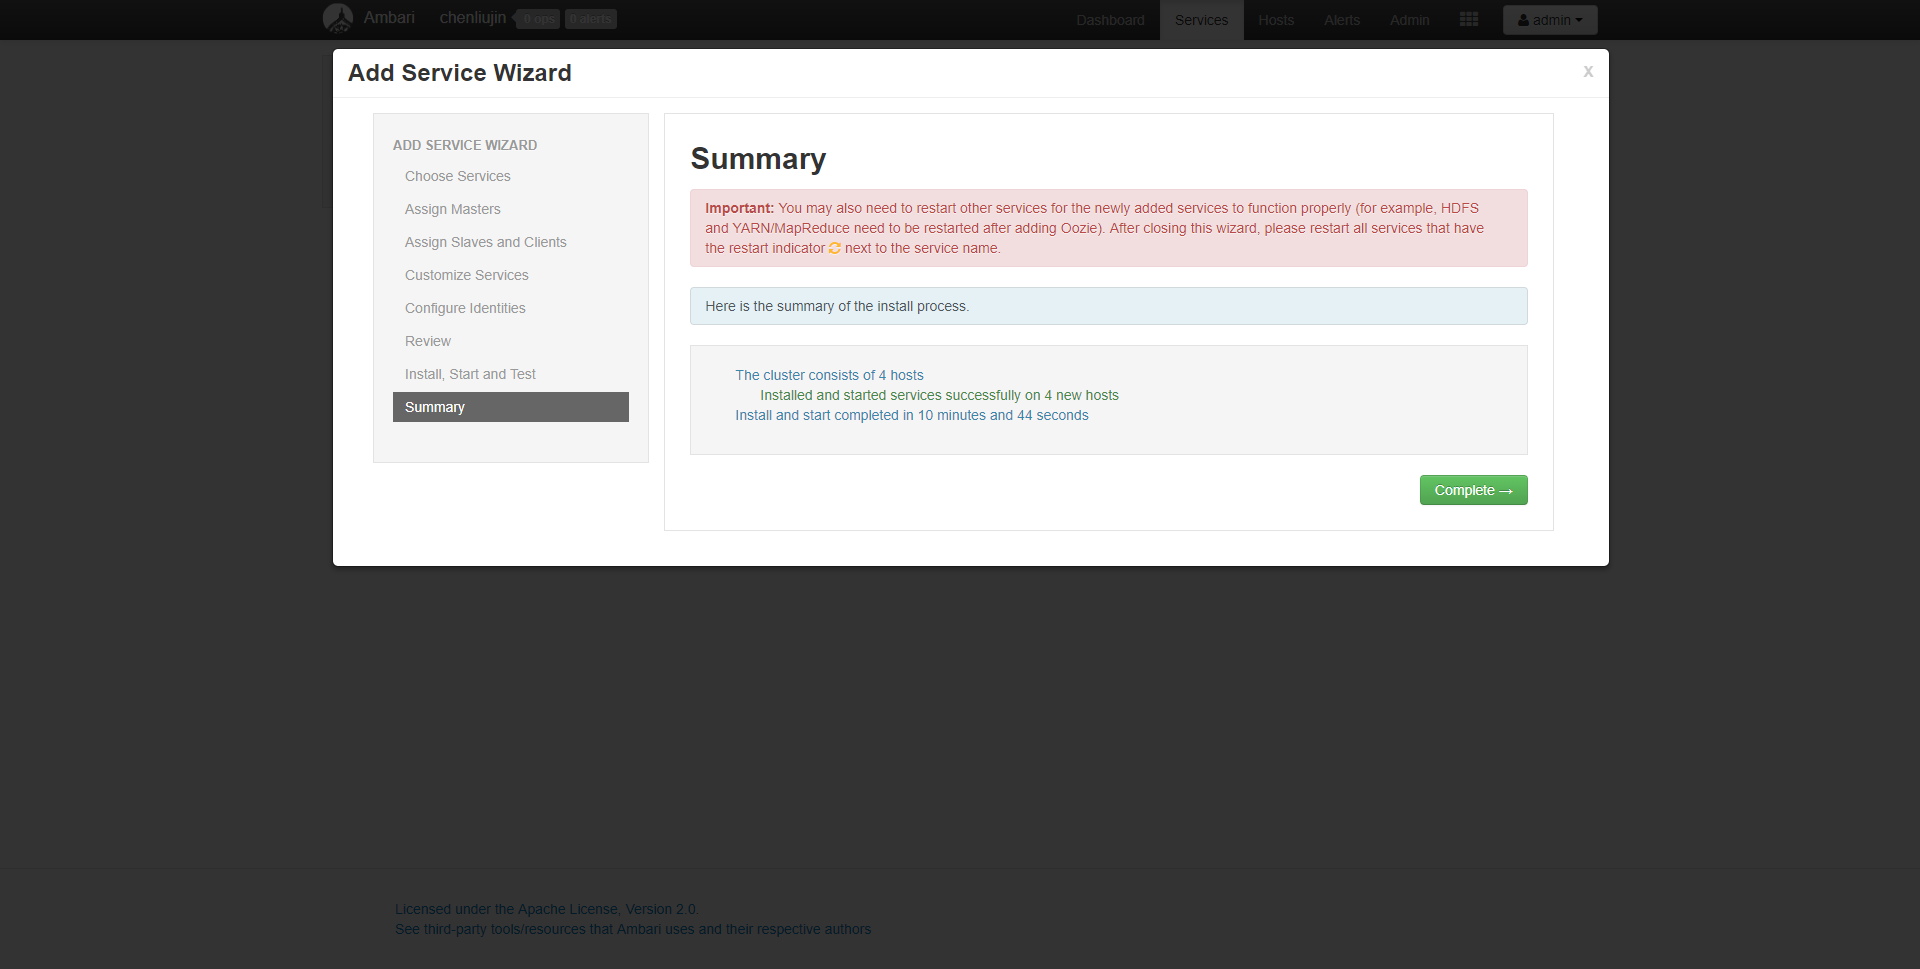 Ambari chenliujin 0 ops 0 alerts Dashboard Services Hosts Alerts Admin admin
Add Service Wizard x
ADD SERVICE WIZARD
Choose Services
Assign Masters
Assign Slaves and Clients
Customize Services
Configure Identities
Review
Install, Start and Test
Summary
Summary
Important: You may also need to restart other services for the newly added services to function properly (for example, HDFS
and YARN/MapReduce need to be restarted after adding Oozie). After closing this wizard, please restart all services that have
the restart indicator next to the service name.
Here is the summary of the install process.
The cluster consists of 4 hosts
Installed and started services successfully on 4 new hosts
Install and start completed in 10 minutes and 44 seconds
Complete →
Licensed under the Apache License, Version 2.0.
See third-party tools/resources that Ambari uses and their respective authors